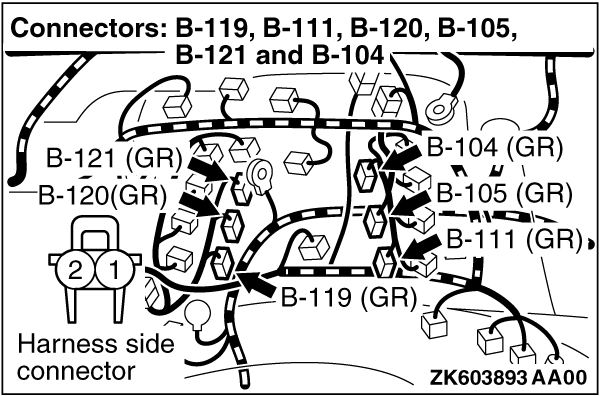 Connectors: B-119, B-111, B-120, B-105,
B-121 and B-104
B-121 (GR)
B-104 (GR)
B-120(GR)
B-105 (GR)
B-111 (GR)
2 1
B-119 (GR)
Harness side
connector
ZK603893 AA00